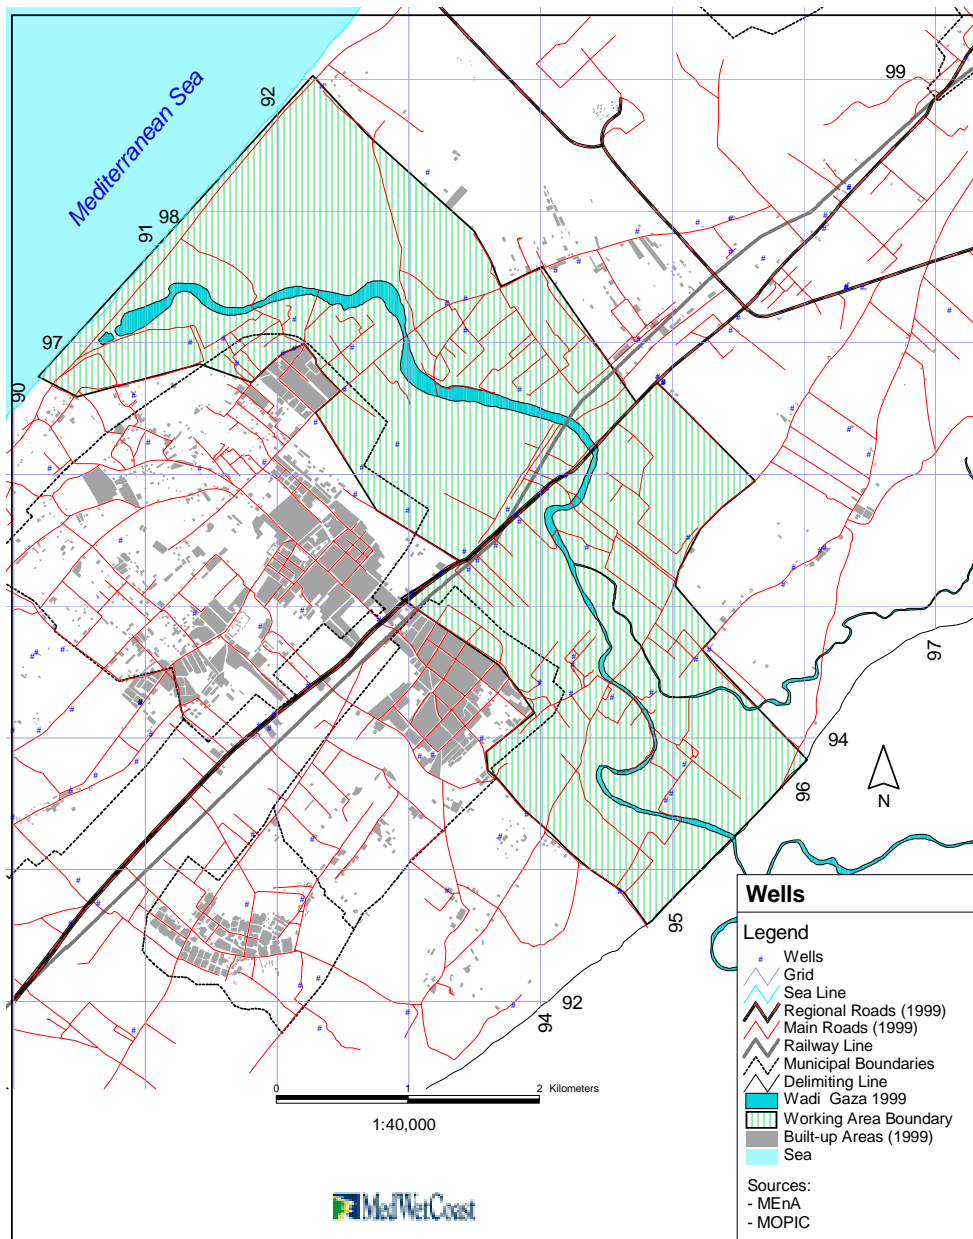 99
92
Mediterranean Sea
98
91
97
90
97
94
96
N
95
92
94
Wells
Legend
# Wells
Grid
Sea Line
Regional Roads (1999)
Main Roads (1999)
Railway Line
Municipal Boundaries
Delimiting Line
Wadi Gaza 1999
Working Area Boundary
Built-up Areas (1999)
Sea
Sources:
- MEnA
- MOPIC
0 1 2 Kilometers
1:40,000
MedWetCoast